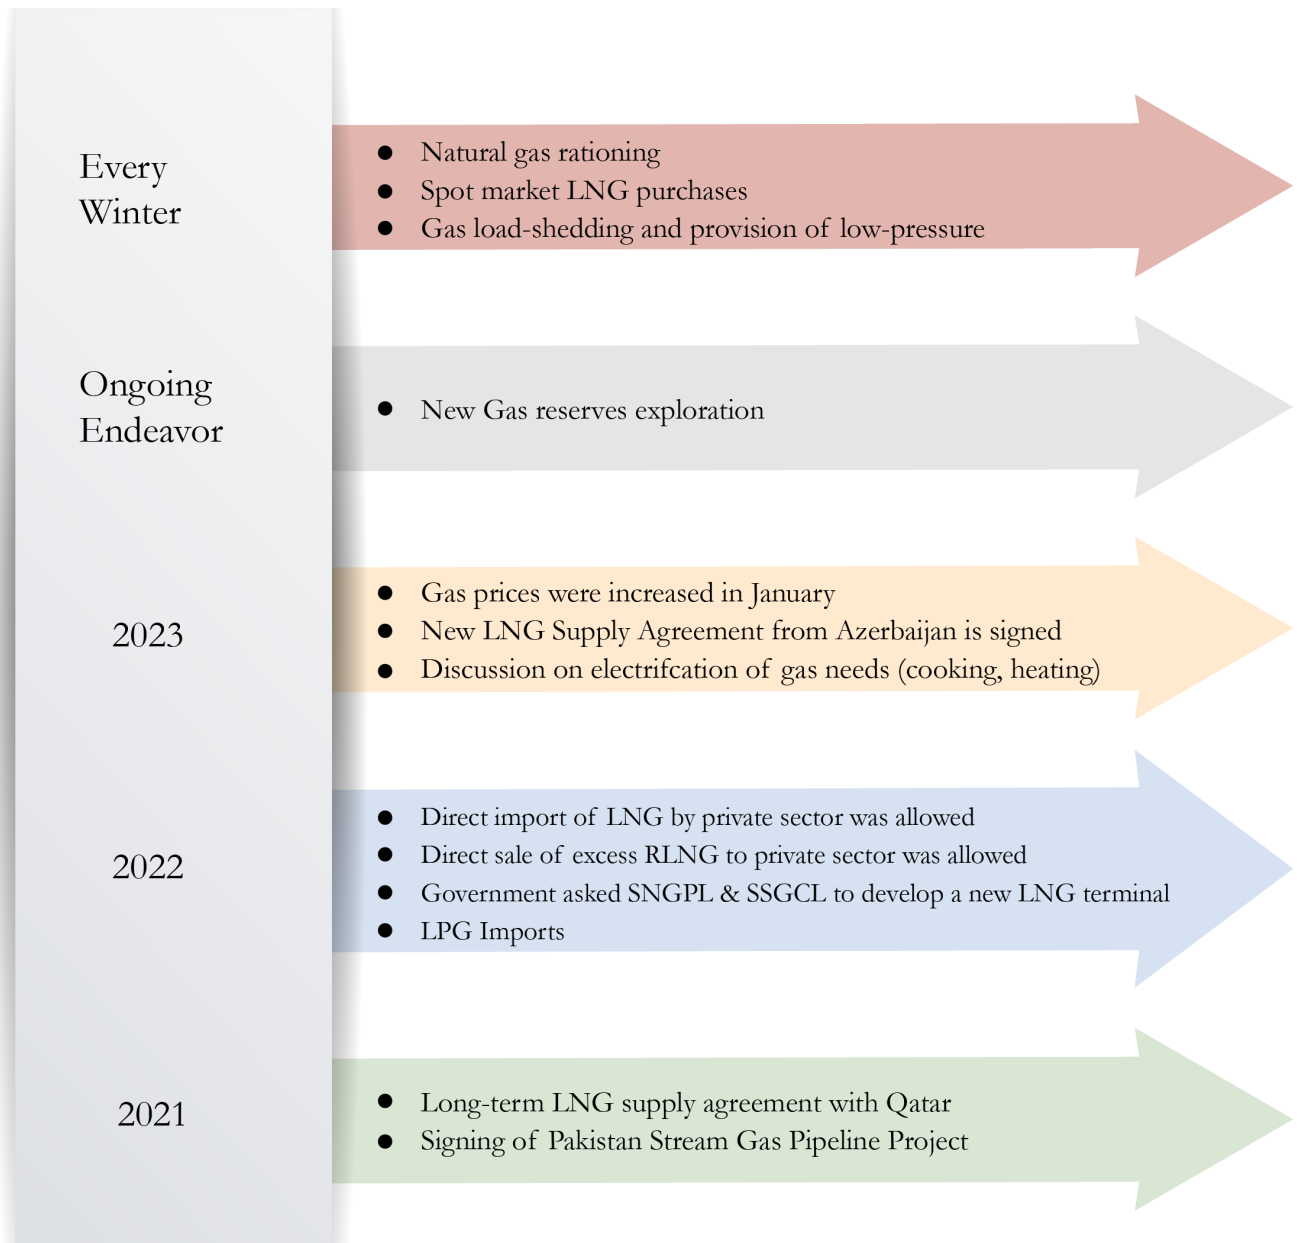 Every
Winter
● Natural gas rationing
● Spot market LNG purchases
● Gas load-shedding and provision of low-pressure
Ongoing
Endeavor
● New Gas reserves exploration
2023
● Gas prices were increased in January
● New LNG Supply Agreement from Azerbaijan is signed
● Discussion on electrifcation of gas needs (cooking, heating)
2022
● Direct import of LNG by private sector was allowed
● Direct sale of excess RLNG to private sector was allowed
● Government asked SNGPL & SSGCL to develop a new LNG terminal
● LPG Imports
2021
● Long-term LNG supply agreement with Qatar
● Signing of Pakistan Stream Gas Pipeline Project